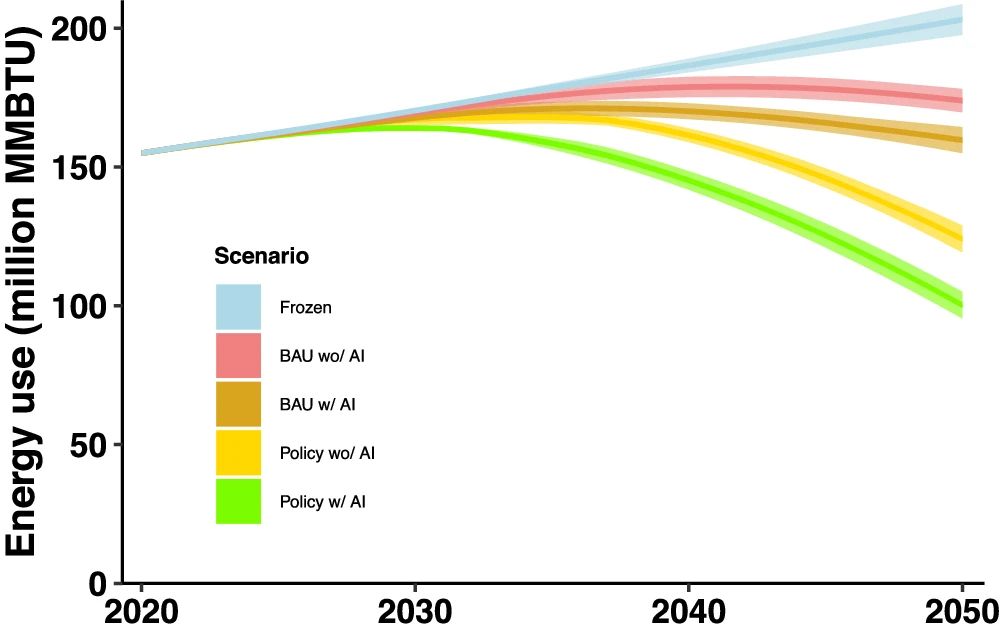 Energy use (million MMBTU)
200
150
100
50
0
Scenario
Frozen
BAU wo/ AI
BAU w/ AI
Policy wo/ AI
Policy w/ AI
2020
2030
2040
2050